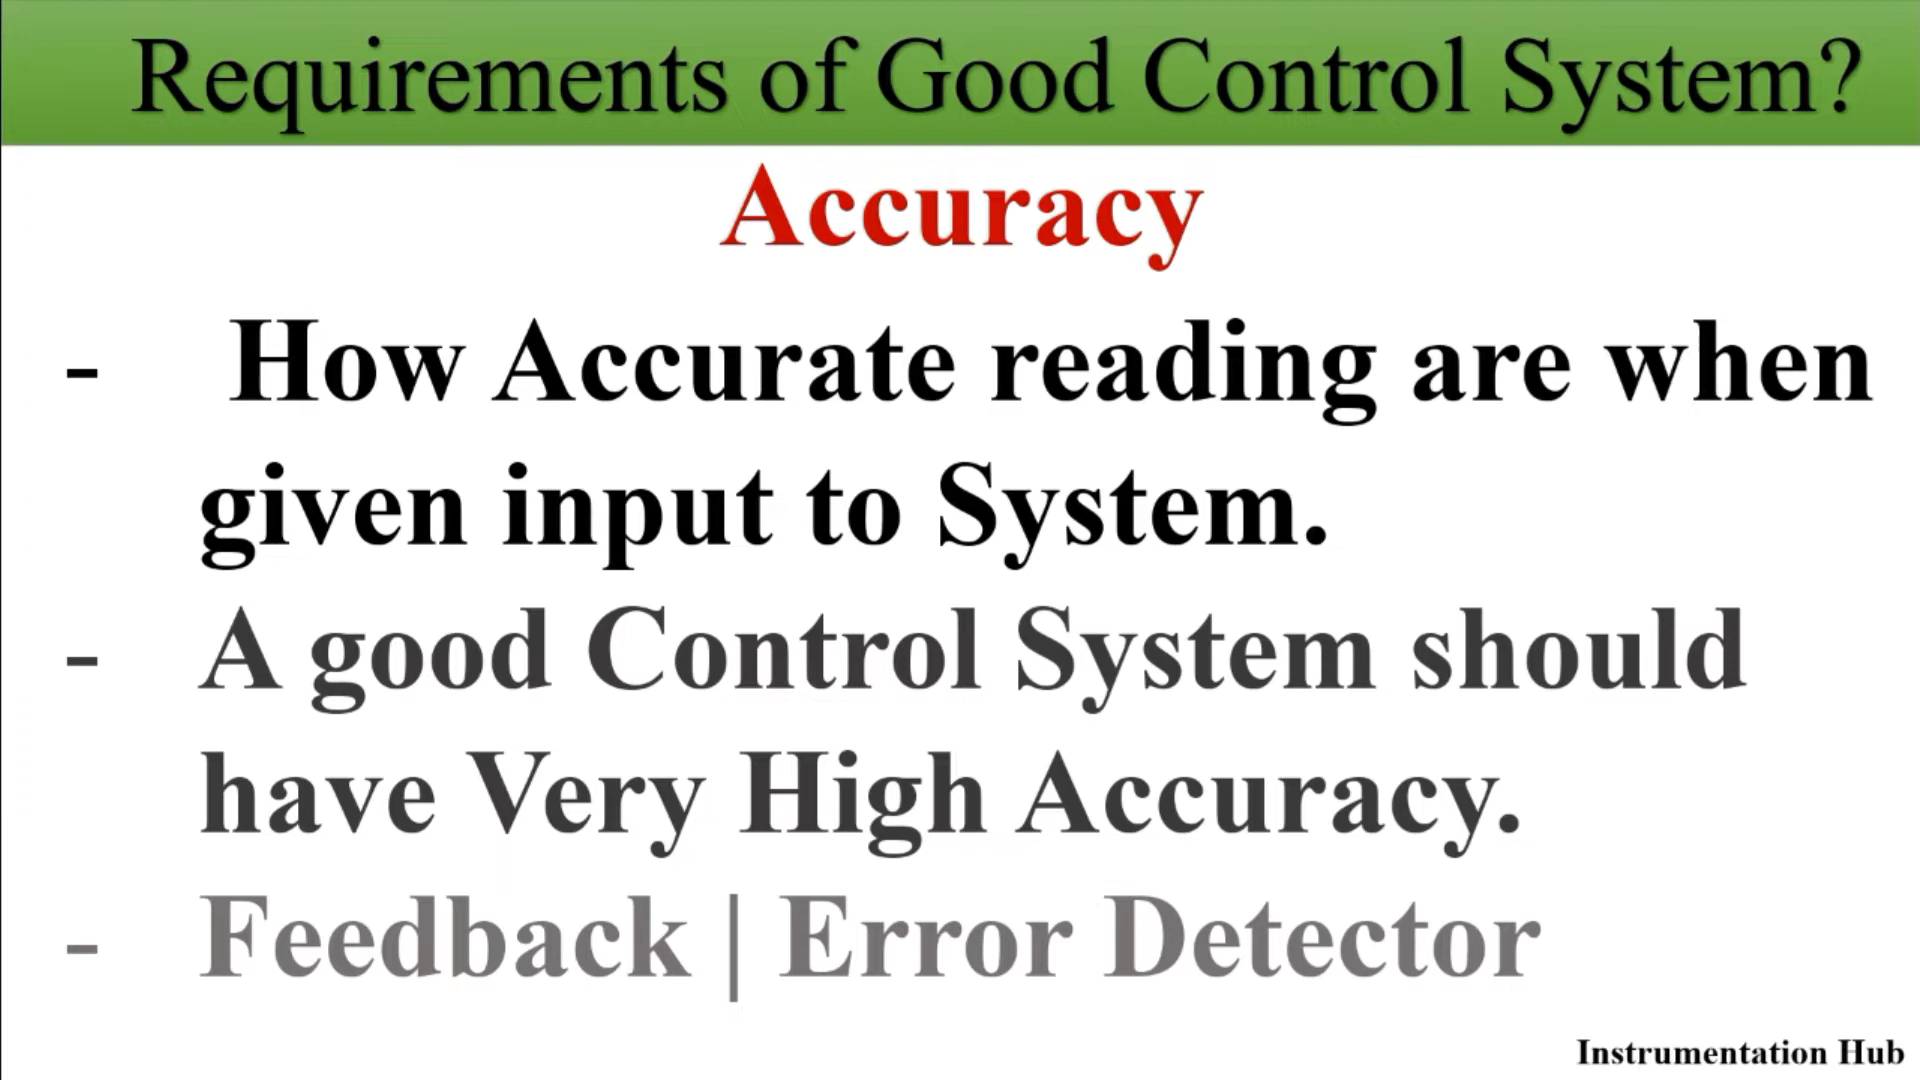 Requirements of Good Control System?
Accuracy
- How Accurate reading are when
given input to System.
- A good Control System should
have Very High Accuracy.
- Feedback | Error Detector
Instrumentation Hub